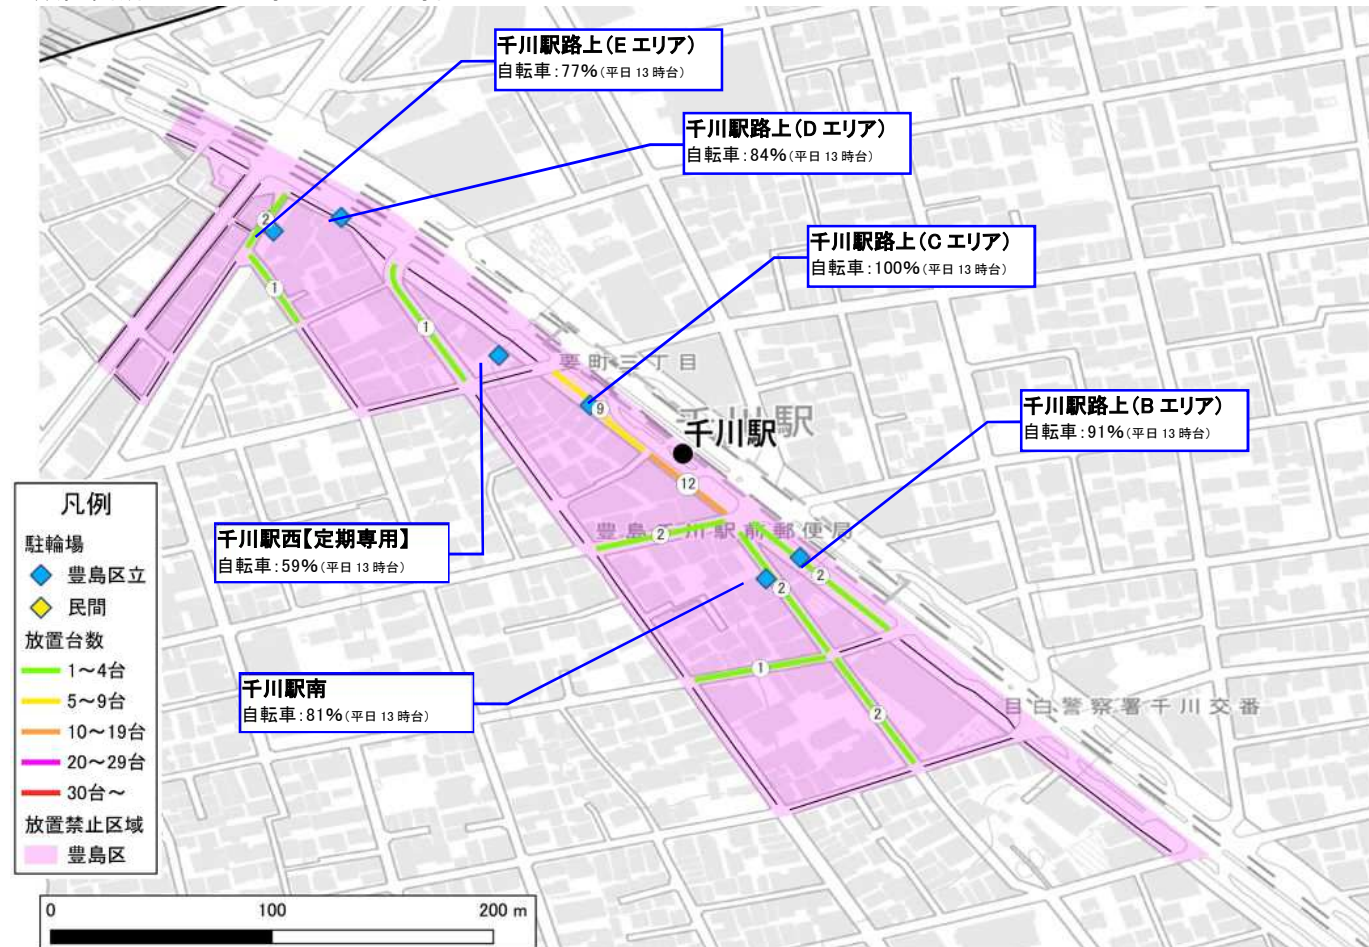 千川駅路上(E エリア)
自転車:77%(平日 13 時台)
千川駅路上(D エリア)
自転車:84%(平日 13 時台)
千川駅路上(C エリア)
自転車:100%(平日 13 時台)
千川駅路上(B エリア)
自転車:91%(平日 13 時台)
千川駅西【定期専用】
自転車:59%(平日 13 時台)
千川駅南
自転車:81%(平日 13 時台)
2
1
1
要町三丁目
9
千川駅
千川駅
12
豊島千川駅前郵便局
2
2
2
1
2
目白警察署千川交番
凡例
駐輪場
豊島区立
民間
放置台数
1~4台
5~9台
10~19台
20~29台
30台~
放置禁止区域
豊島区
0 100 200 m